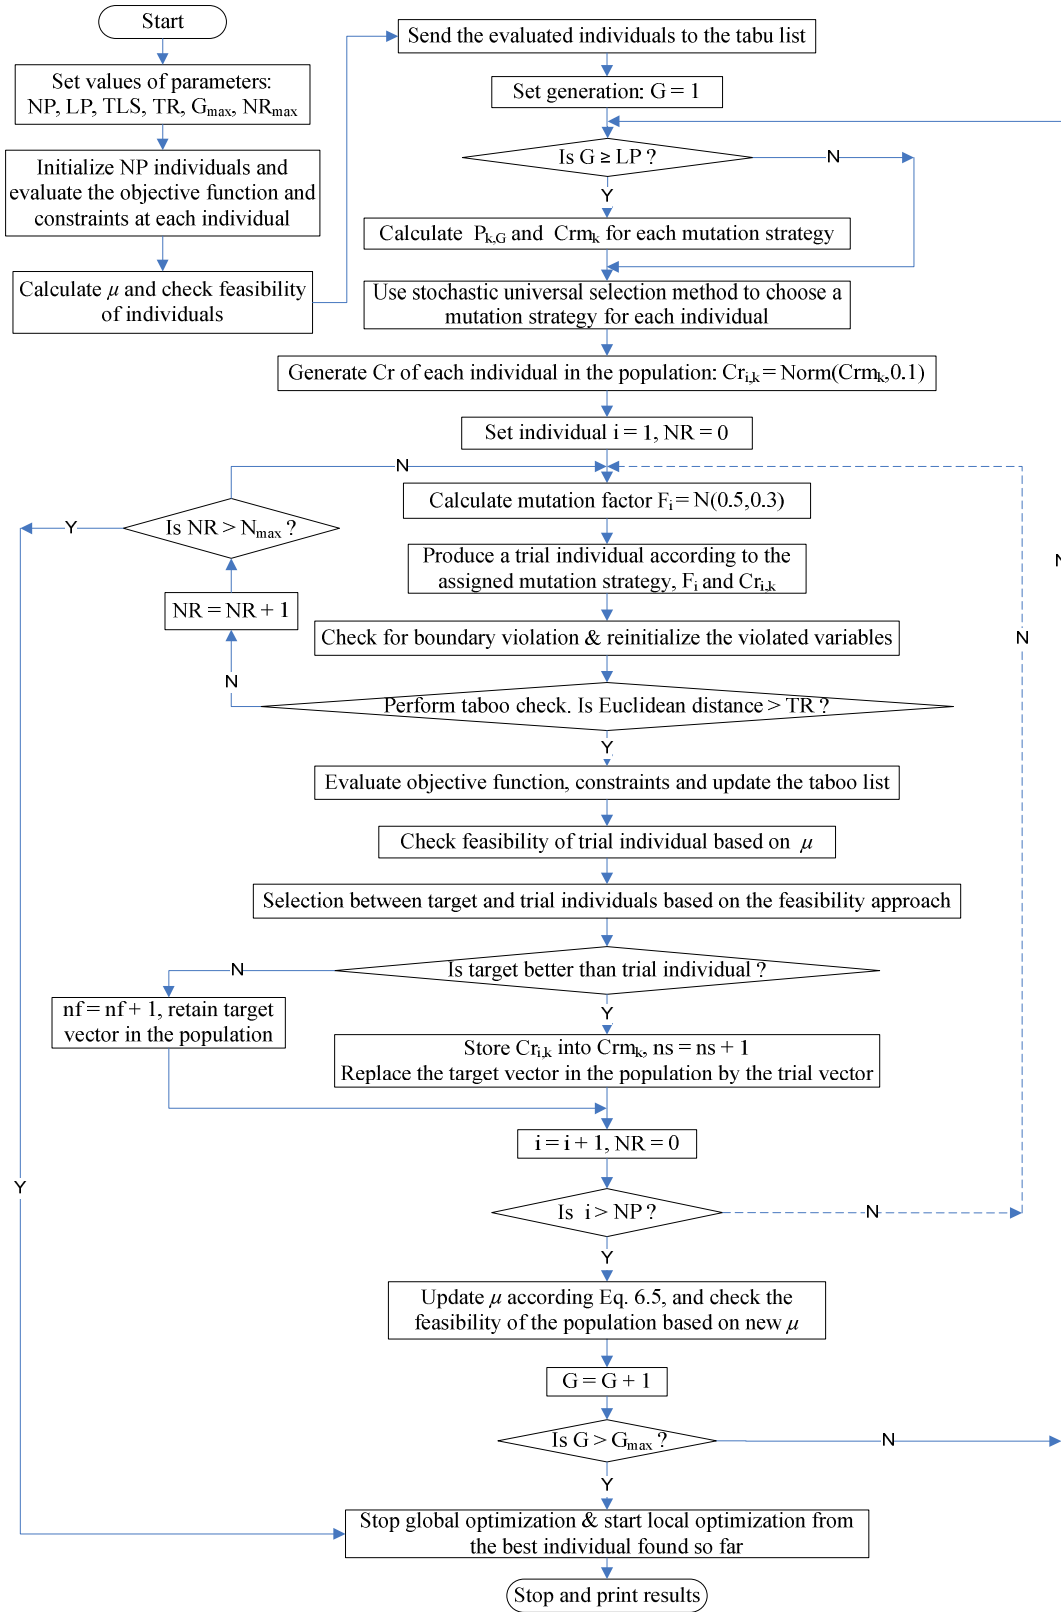 Start
Set values of parameters:
NP, LP, TLS, TR, Gmax, NRmax
Initialize NP individuals and
evaluate the objective function and
constraints at each individual
Calculate μ and check feasibility
of individuals
Send the evaluated individuals to the tabu list
Set generation: G = 1
Is G ≥ LP ?
N
Y
Calculate Pk,G and Crmk for each mutation strategy
Use stochastic universal selection method to choose a
mutation strategy for each individual
Generate Cr of each individual in the population: Cri,k = Norm(Crmk,0.1)
Set individual i = 1, NR = 0
N
Calculate mutation factor Fi = N(0.5,0.3)
Y
Is NR > Nmax ?
Produce a trial individual according to the
assigned mutation strategy, Fi and Cri,k
N
NR = NR + 1
Check for boundary violation & reinitialize the violated variables
N
N
Perform taboo check. Is Euclidean distance > TR ?
Y
Evaluate objective function, constraints and update the taboo list
Check feasibility of trial individual based on μ
Selection between target and trial individuals based on the feasibility approach
Is target better than trial individual ?
N
nf = nf + 1, retain target
vector in the population
Y
Store Cri,k into Crmk, ns = ns + 1
Replace the target vector in the population by the trial vector
i = i + 1, NR = 0
Y
Is i > NP ?
N
Y
Update μ according Eq. 6.5, and check the
feasibility of the population based on new μ
G = G + 1
Is G > Gmax ?
N
Y
Stop global optimization & start local optimization from
the best individual found so far
Stop and print results